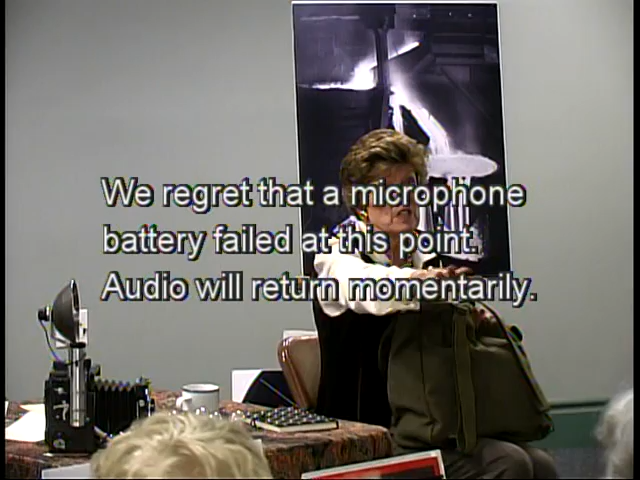 We regret that a microphone
battery failed at this point.
Audio will return momentarily.